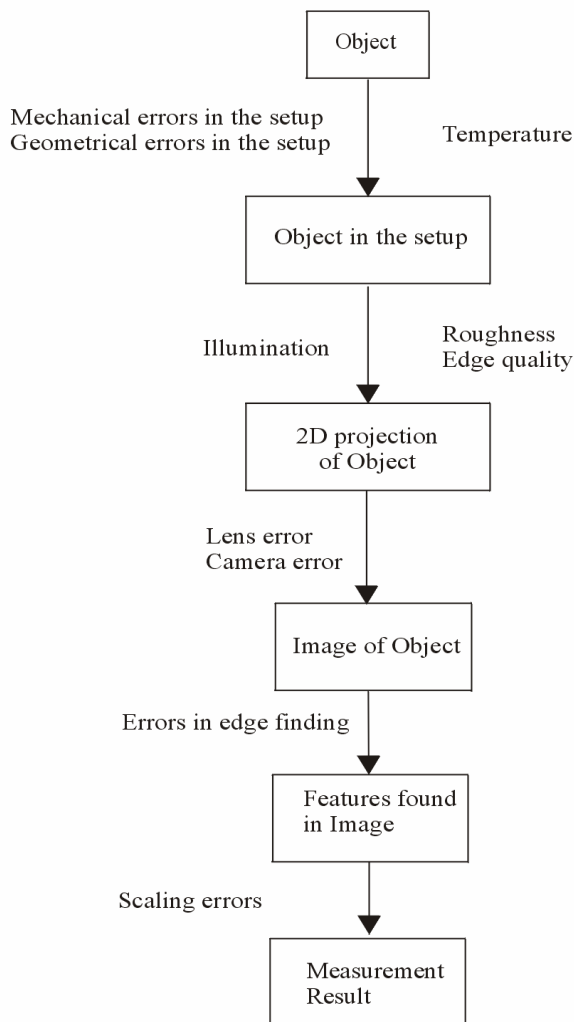 Object
Mechanical errors in the setup
Geometrical errors in the setup
Temperature
Object in the setup
Illumination
Roughness
Edge quality
2D projection
of Object
Lens error
Camera error
Image of Object
Errors in edge finding
Features found
in Image
Scaling errors
Measurement
Result